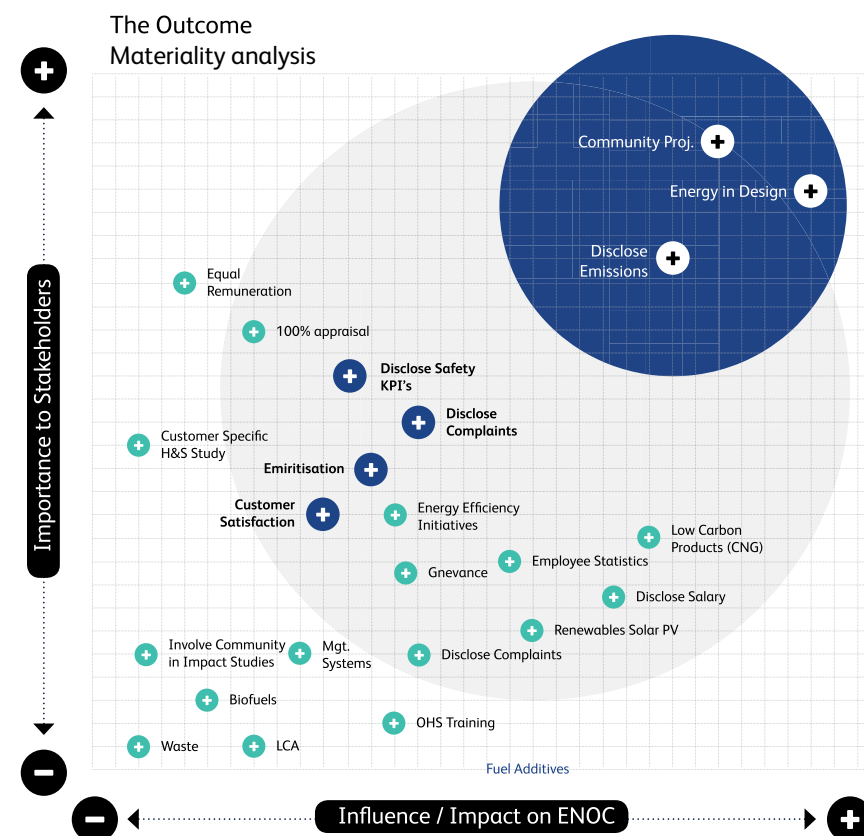 The Outcome
Materiality analysis
Community Proj.
Energy in Design
Disclose
Emissions
Equal
Remuneration
100% appraisal
Disclose Safety
KPI's
Disclose
Complaints
Customer Specific
H&S Study
Emiritisation
Customer
Satisfaction
Energy Efficiency
Initiatives
Low Carbon
Products (CNG)
Employee Statistics
Gnevance
Disclose Salary
Renewables Solar PV
Involve Community
in Impact Studies
Mgt.
Systems
Disclose Complaints
Biofuels
OHS Training
Waste
LCA
Fuel Additives
Importance to Stakeholders
Influence / Impact on ENOC